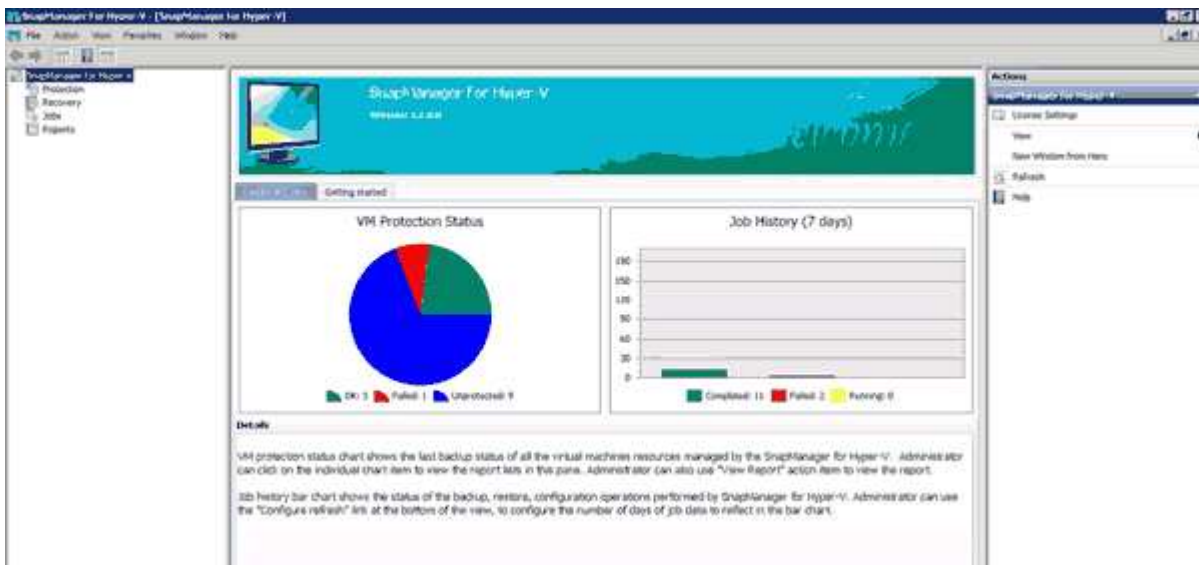 SnapManager For Hyper-V - [SnapManager for Hyper-V]
File Action View Favorites Window Help
SnapManager for Hyper-V
Protection
Recovery
Jobs
Reports
SnapManager For Hyper-V
Getting started
VM Protection Status
OK: 3 Failed: 1 Unprotected: 9
Job History (7 days)
180
150
120
90
60
30
0
Completed: 11 Failed: 2 Running: 0
Details
VM protection status chart shows the last backup status of all the virtual machines resources managed by the SnapManager for Hyper-V. Administrator
can click on the individual chart item to view the report lists in this pane. Administrator can also use "View Report" action item to view the report.
Job history bar chart shows the status of the backup, restore, configuration operations performed by SnapManager for Hyper-V. Administrator can use
the "Configure refresh" link at the bottom of the view, to configure the number of days of job data to reflect in the bar chart.
Actions
SnapManager for Hyper-V
License Settings
View
New Window from Here
Refresh
Help